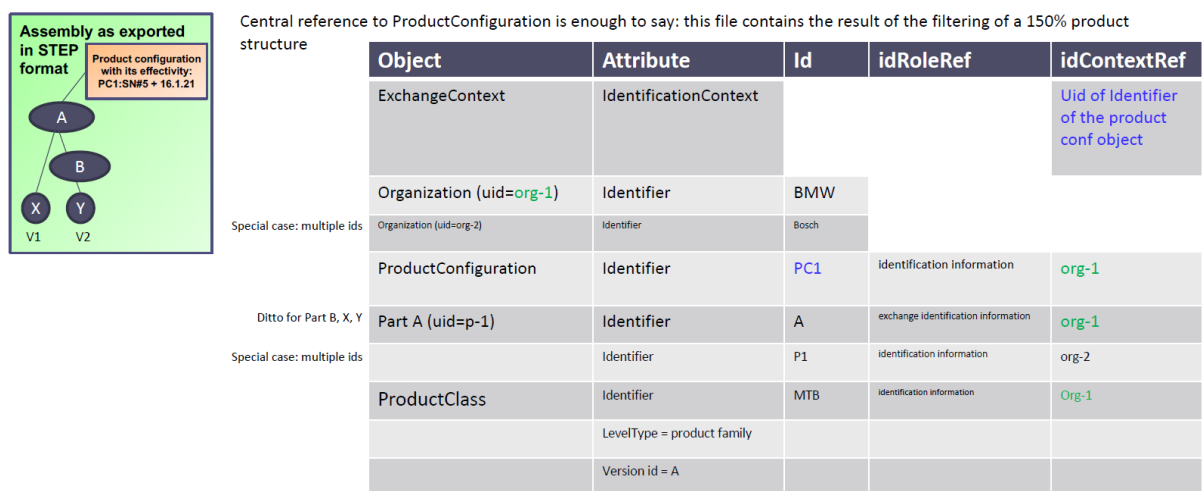 Central reference to ProductConfiguration is enough to say: this file contains the result of the filtering of a 150% product
structure
Assembly as exported
in STEP
format
Product configuration
with its effectivity:
PC1:SN#5 + 16.1.21
A
B
X
Y
V1
V2
Object Attribute Id idRoleRef idContextRef
ExchangeContext IdentificationContext Uid of Identifier
of the product
conf object
Organization (uid=org-1) Identifier BMW
Special case: multiple ids Organization (uid=org-2) Identifier Bosch
ProductConfiguration Identifier PC1 identification information org-1
Ditto for Part B, X, Y Part A (uid=p-1) Identifier A exchange identification information org-1
Special case: multiple ids Identifier P1 identification information org-2
ProductClass Identifier MTB identification information Org-1
LevelType = product family
Version id = A